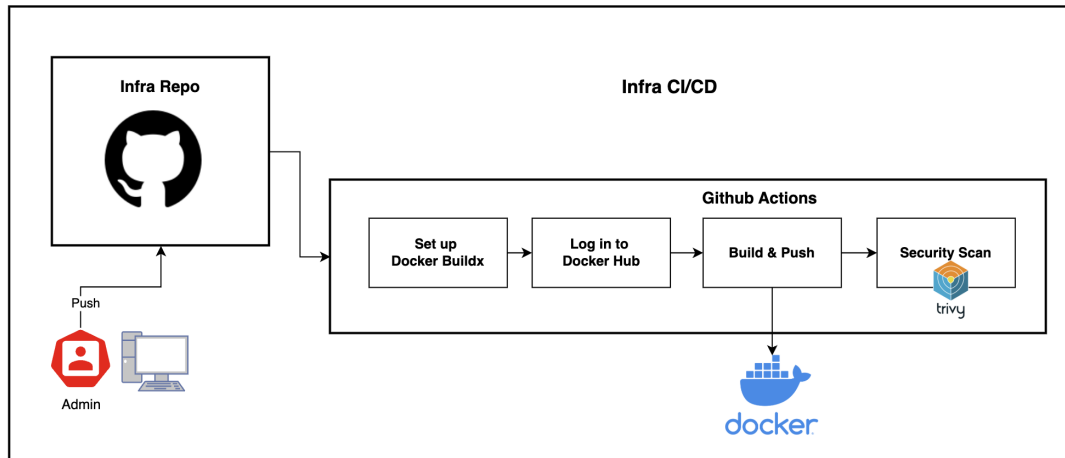 Infra Repo
Infra CI/CD
Github Actions
Set up
Docker Buildx
Log in to
Docker Hub
Build & Push
Security Scan
trivy
Push
Admin
docker